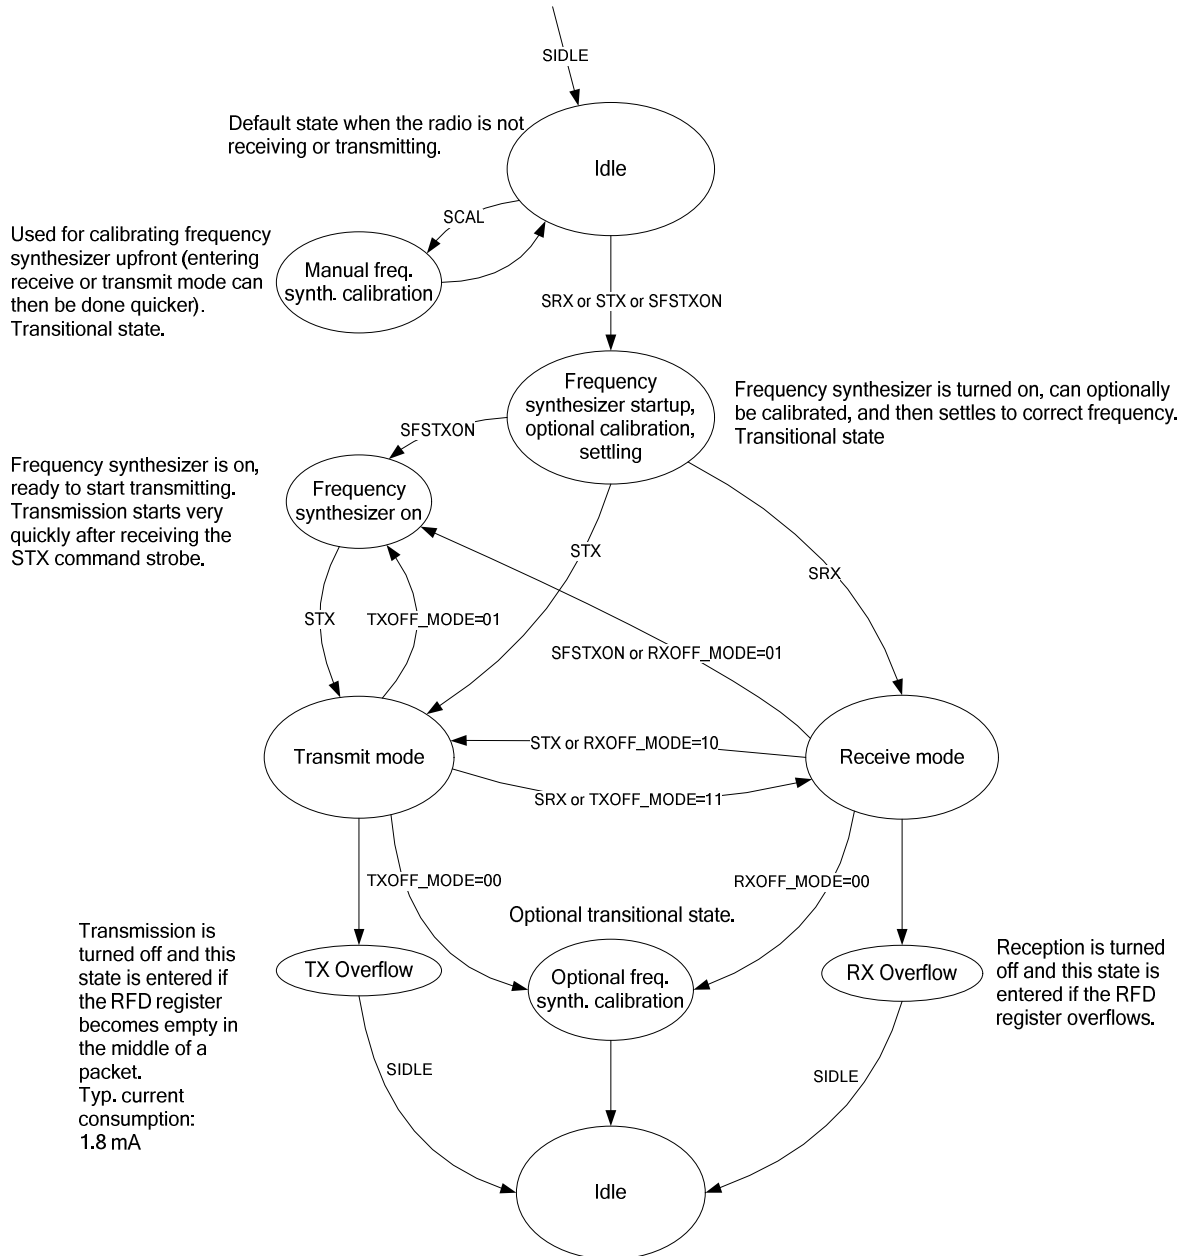 SIDLE
Default state when the radio is not
receiving or transmitting.
Idle
SCAL
Used for calibrating frequency
synthesizer upfront (entering
receive or transmit mode can
then be done quicker).
Transitional state.
Manual freq.
synth. calibration
SRX or STX or SFSTXON
Frequency
synthesizer startup,
optional calibration,
settling
Frequency synthesizer is turned on, can optionally
be calibrated, and then settles to correct frequency.
Transitional state
SFSTXON
Frequency synthesizer is on,
ready to start transmitting.
Transmission starts very
quickly after receiving the
STX command strobe.
Frequency
synthesizer on
STX
SRX
STX
TXOFF_MODE=01
SFSTXON or RXOFF_MODE=01
Transmit mode
STX or RXOFF_MODE=10
Receive mode
SRX or TXOFF_MODE=11
TXOFF_MODE=00
RXOFF_MODE=00
Optional transitional state.
Transmission is
turned off and this
state is entered if
the RFD register
becomes empty in
the middle of a
packet.
Typ. current
consumption:
1.8 mA
TX Overflow
Optional freq.
synth. calibration
RX Overflow
Reception is turned
off and this state is
entered if the RFD
register overflows.
SIDLE
SIDLE
Idle